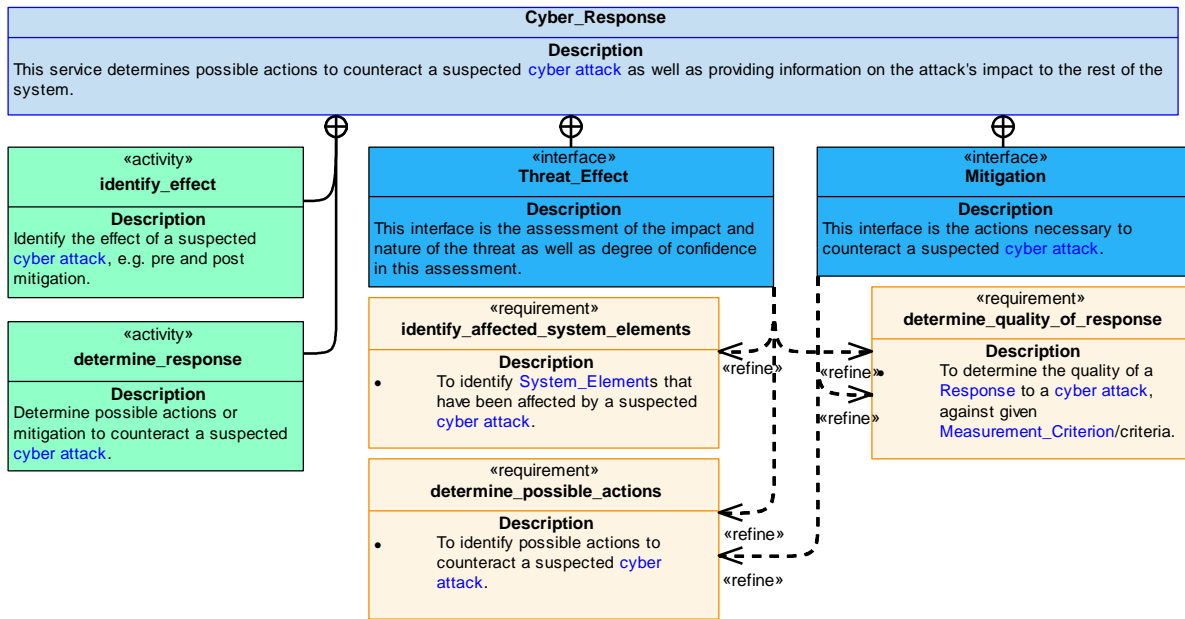 Cyber_Response
Description
This service determines possible actions to counteract a suspected cyber attack as well as providing information on the attack's impact to the rest of the
system.
«activity»
identify_effect
Description
Identify the effect of a suspected
cyber attack, e.g. pre and post
mitigation.
«activity»
determine_response
Description
Determine possible actions or
mitigation to counteract a suspected
cyber attack.
«interface»
Threat_Effect
Description
This interface is the assessment of the impact and
nature of the threat as well as degree of confidence
in this assessment.
«interface»
Mitigation
Description
This interface is the actions necessary to
counteract a suspected cyber attack.
«requirement»
identify_affected_system_elements
Description
• To identify System_Elements that
have been affected by a suspected
cyber attack.
«requirement»
determine_quality_of_response
Description
• To determine the quality of a
Response to a cyber attack,
against given
Measurement_Criterion/criteria.
«refine»
«refine»
«refine»
«requirement»
determine_possible_actions
Description
• To identify possible actions to
counteract a suspected cyber
attack.
«refine»
«refine»